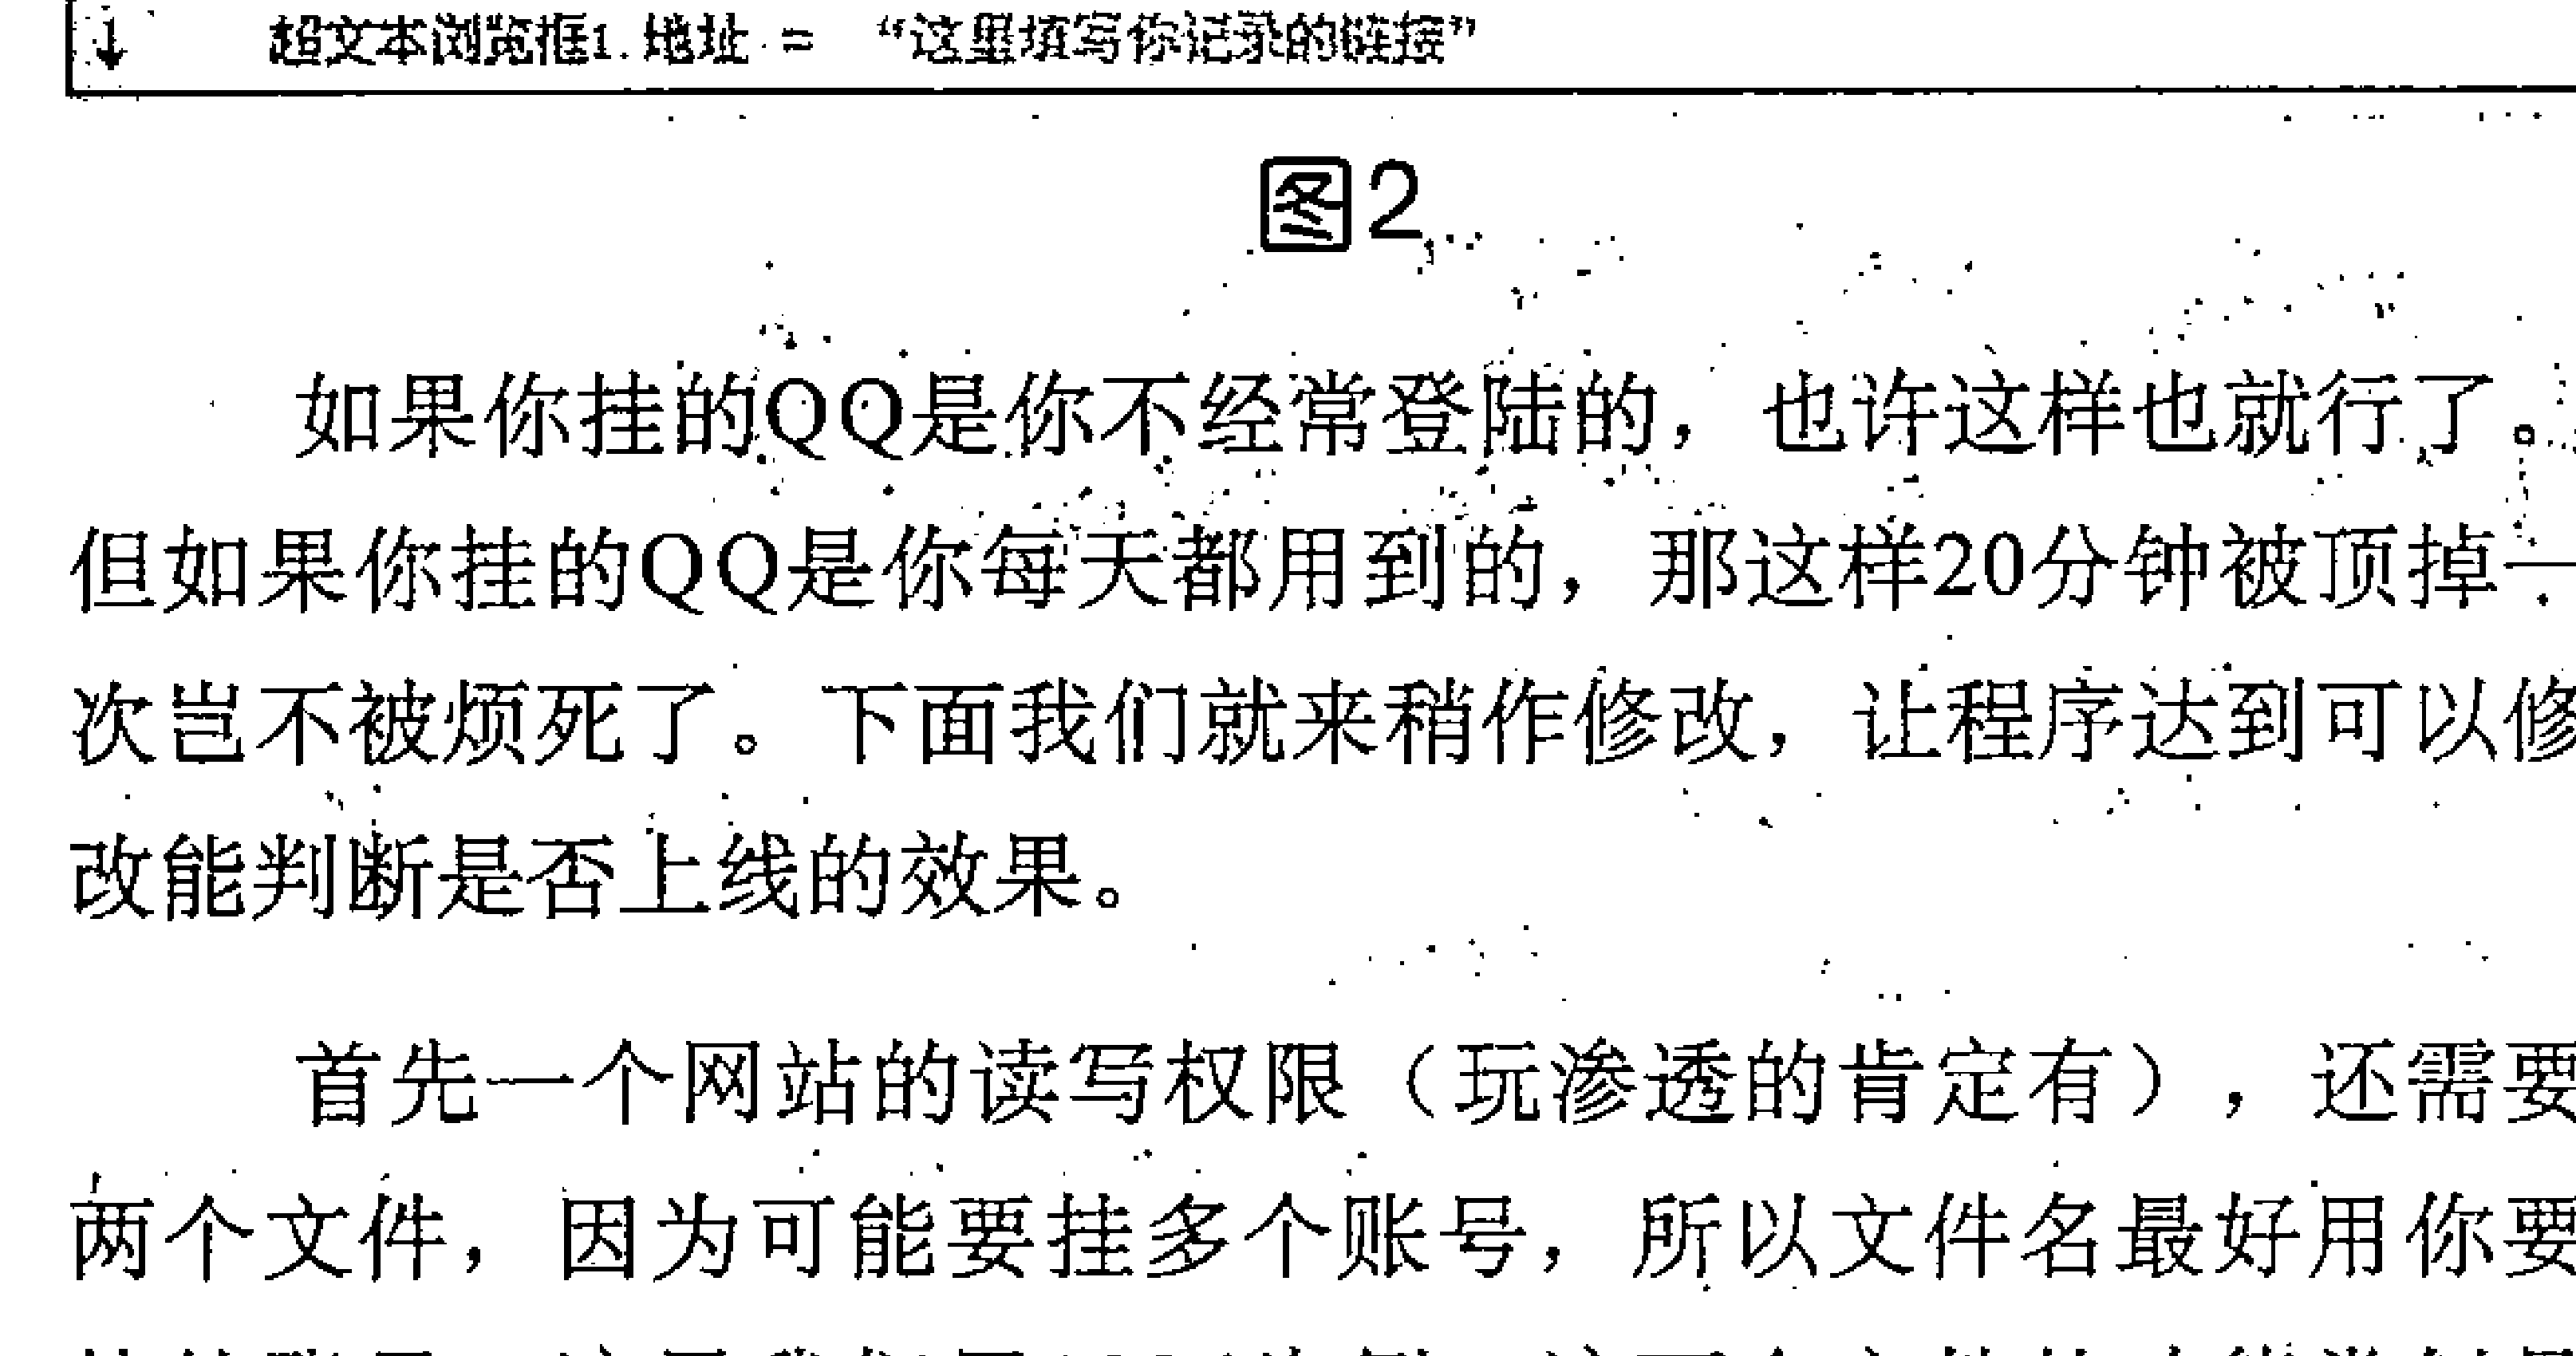 超文本浏览框1.地址 = “这里填写你记录的链接”
图2
如果你挂的QQ是你不经常登陆的，也许这样也就行了。
但如果你挂的QQ是你每天都用到的，那这样20分钟被顶掉一
次岂不被烦死了。下面我们就来稍作修改，让程序达到可以修
改能判断是否上线的效果。
首先一个网站的读写权限（玩渗透的肯定有），还需要
两个文件，因为可能要挂多个账号，所以文件名最好用你要